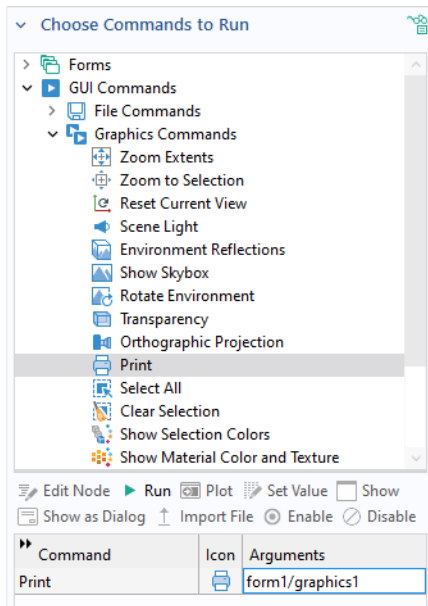 Choose Commands to Run
Forms
GUI Commands
File Commands
Graphics Commands
Zoom Extents
Zoom to Selection
Reset Current View
Scene Light
Environment Reflections
Show Skybox
Rotate Environment
Transparency
Orthographic Projection
Print
Select All
Clear Selection
Show Selection Colors
Show Material Color and Texture
Edit Node Run Plot Set Value Show
Show as Dialog Import File Enable Disable
Command Icon Arguments
Print form1/graphics1